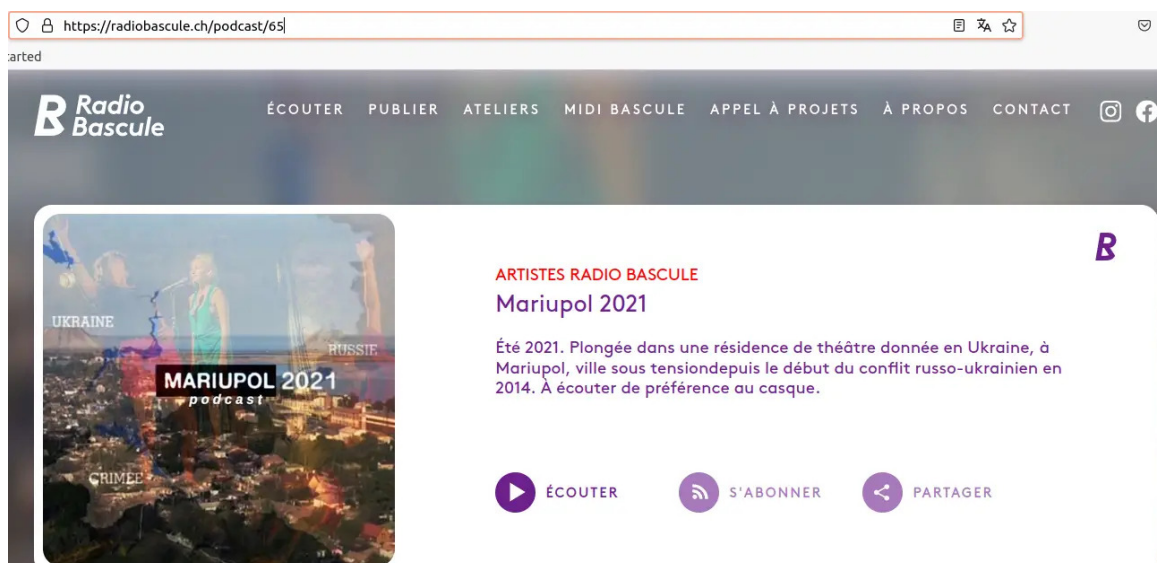 https://radiobascule.ch/podcast/65
tarted
B Radio Bascule
ÉCOUTER PUBLIER ATELIERS MIDI BASCULE APPEL À PROJETS À PROPOS CONTACT
UKRAINE
RUSSIE
MARIUPOL 2021
podcast
CRIMÉE
B
ARTISTES RADIO BASCULE
Mariupol 2021
Été 2021. Plongée dans une résidence de théâtre donnée en Ukraine, à
Mariupol, ville sous tensiondepuis le début du conflit russo-ukrainien en
2014. À écouter de préférence au casque.
ÉCOUTER S'ABONNER PARTAGER